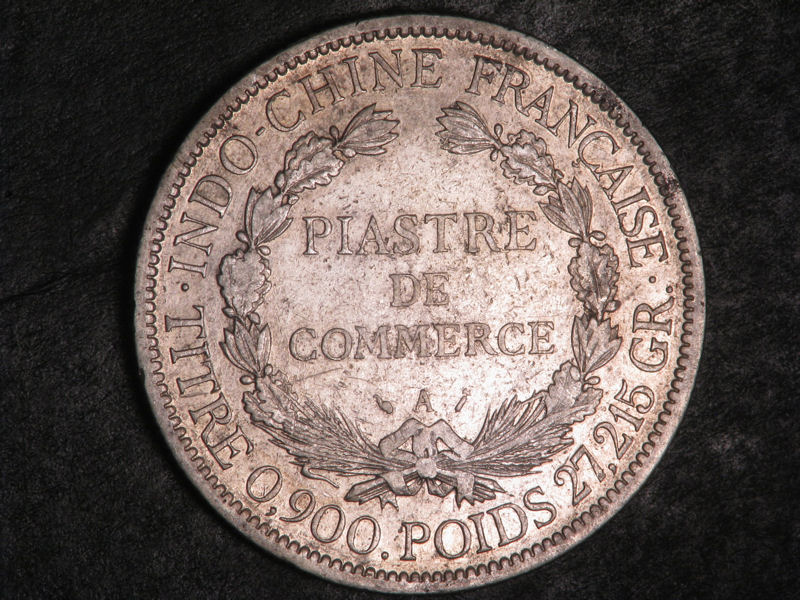 · INDO-CHINE FRANÇAISE ·
PIASTRE
DE
COMMERCE
A
TITRE 0,900. POIDS 27,215 GR.